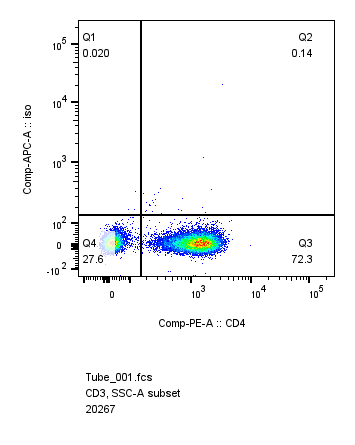 Q1
0.020
Q2
0.14
10^5
10^4
10^3
10^2
0
-10^2
Comp-APC-A :: iso
Q4
27.6
Q3
72.3
0
10^3
10^4
10^5
Comp-PE-A :: CD4
Tube_001.fcs
CD3, SSC-A subset
20267